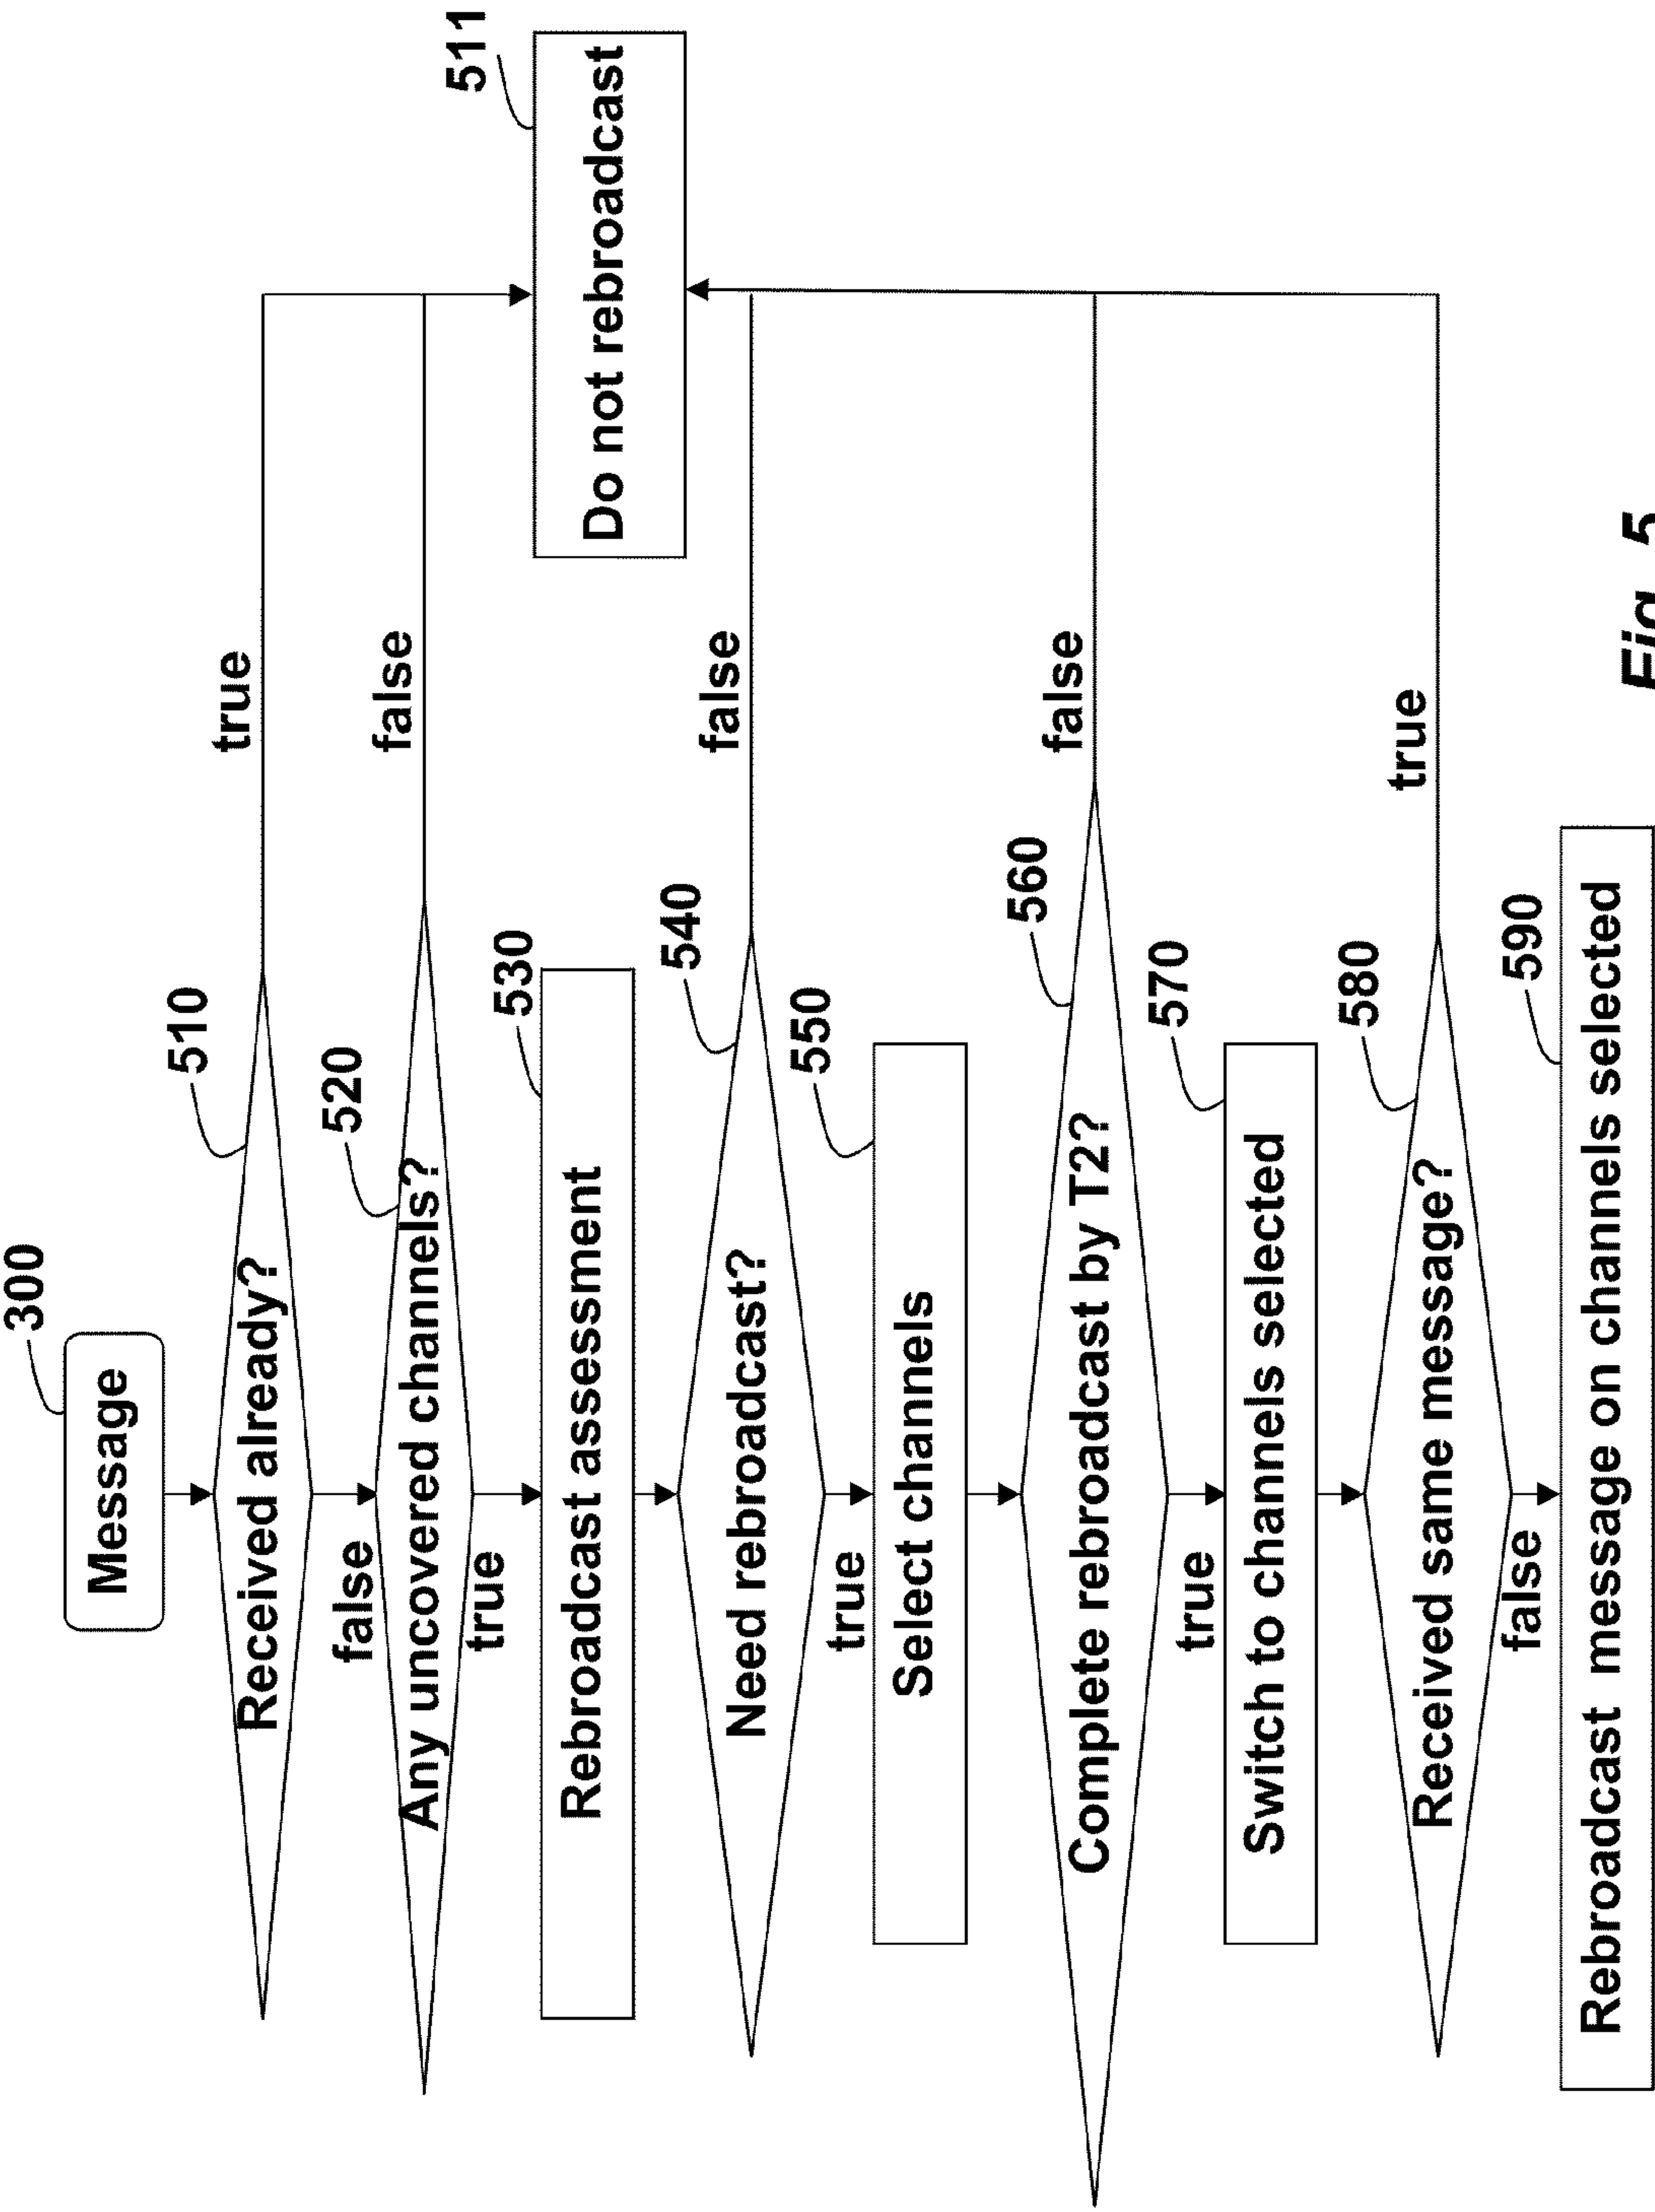 300
Message
510
Received already?
true
false
520
Any uncovered channels?
false
true
511
Do not rebroadcast
530
Rebroadcast assessment
540
Need rebroadcast?
false
true
550
Select channels
560
Complete rebroadcast by T2?
false
true
570
Switch to channels selected
580
Received same message?
true
false
590
Rebroadcast message on channels selected
Fig. 5